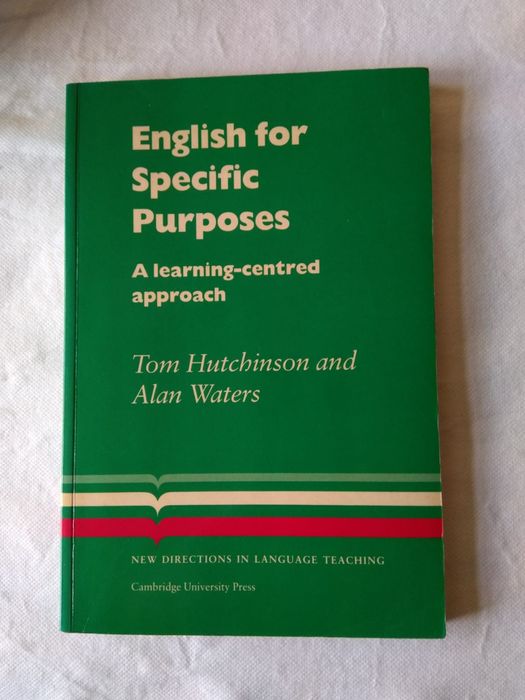 English for
Specific
Purposes
A learning-centred
approach
Tom Hutchinson and
Alan Waters
NEW DIRECTIONS IN LANGUAGE TEACHING
Cambridge University Press